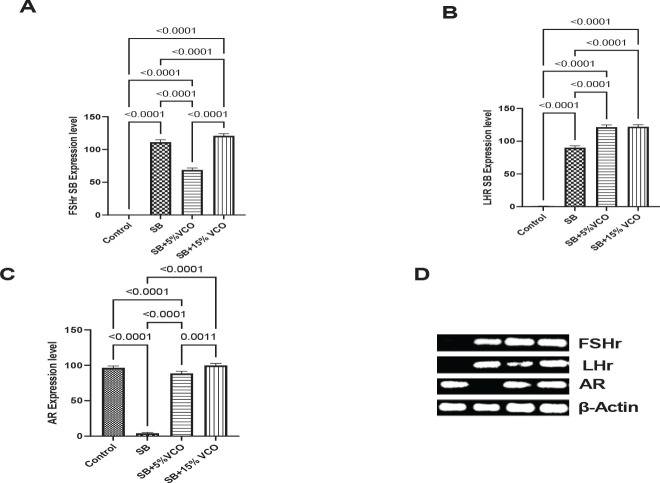 A
<0.0001
<0.0001
<0.0001
<0.0001
<0.0001 <0.0001
FSHr SB Expression level
150
100
50
0
Control SB SB+5%VCO SB+15% VCO
B
<0.0001
<0.0001
<0.0001
<0.0001
<0.0001
LHR SB Expression level
150
100
50
0
Control SB SB+5%VCO SB+15% VCO
C
<0.0001
<0.0001
<0.0001
<0.0001 0.0011
AR Expression level
150
100
50
0
Control SB SB+5%VCO SB+15% VCO
D
FSHr
LHr
AR
β-Actin